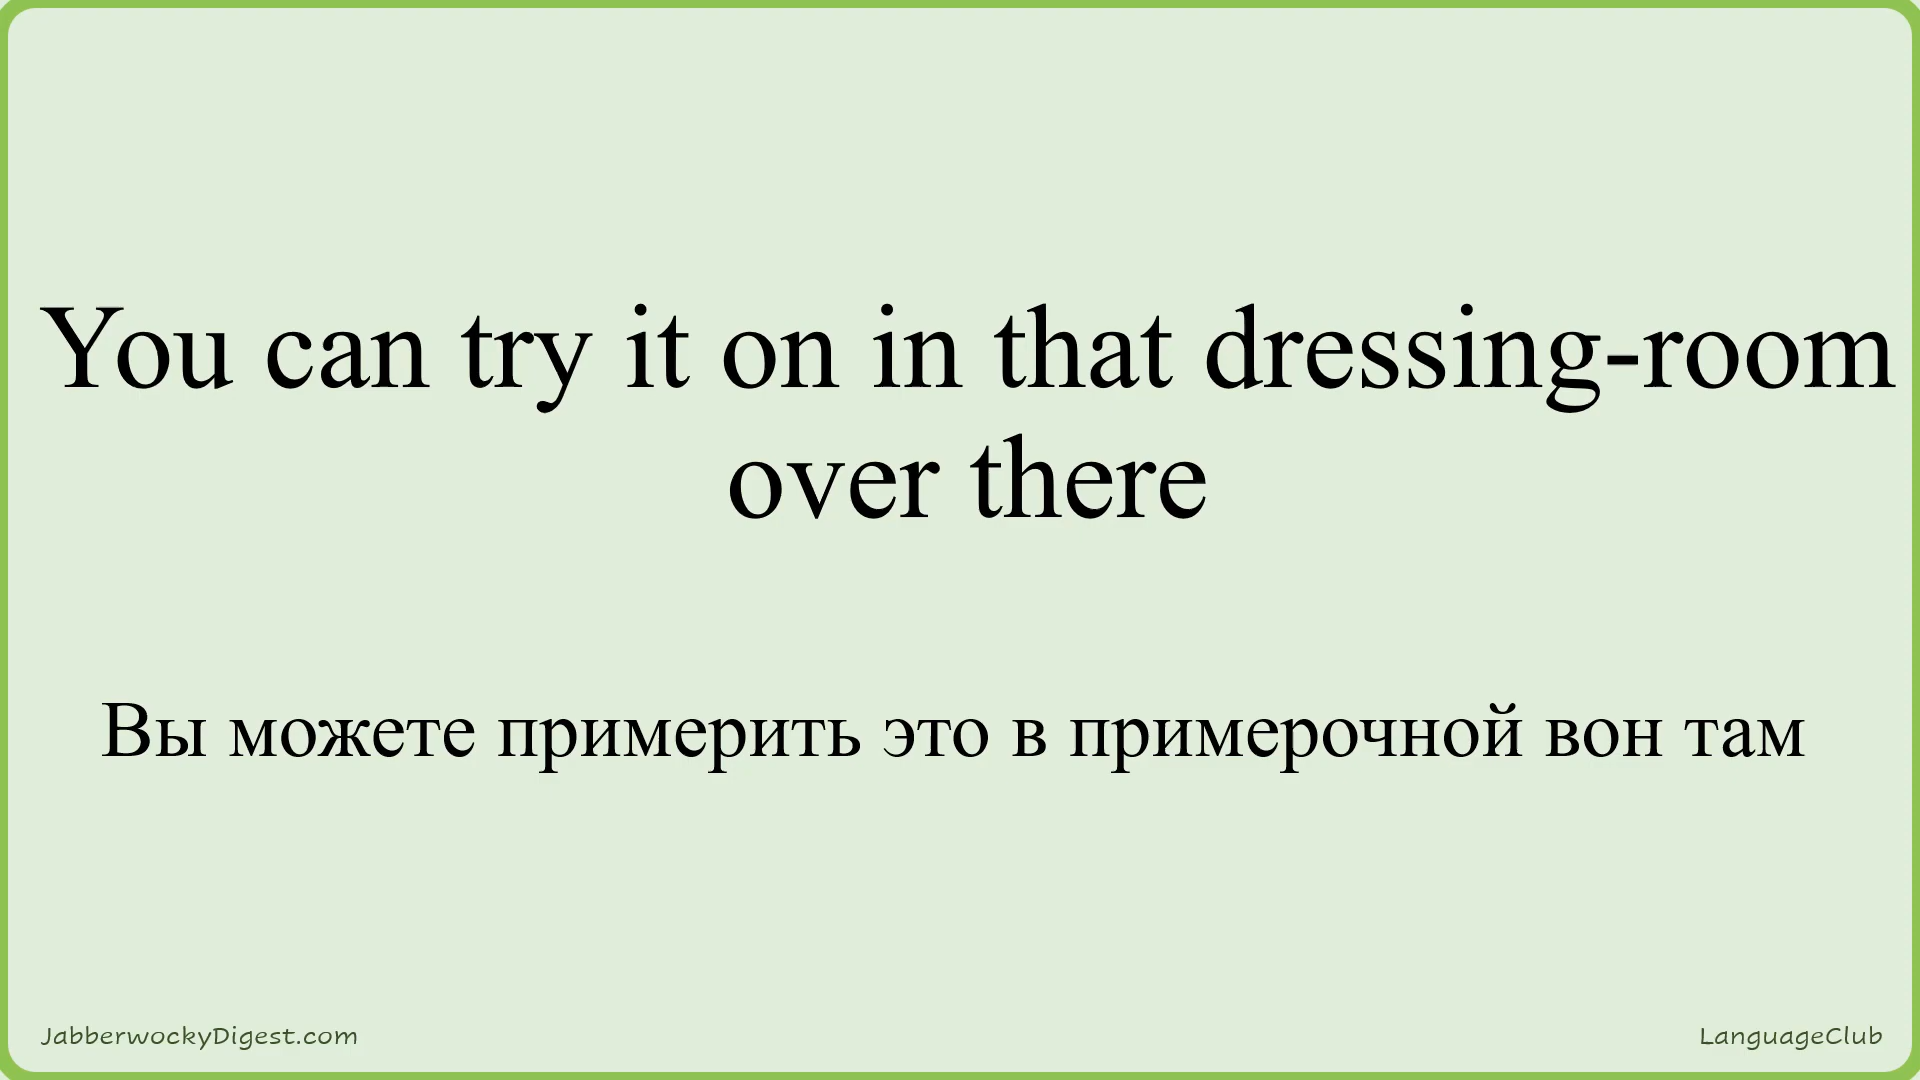 You can try it on in that dressing-room
over there
Вы можете примерить это в примерочной вон там
JabberwockyDigest.com
LanguageClub